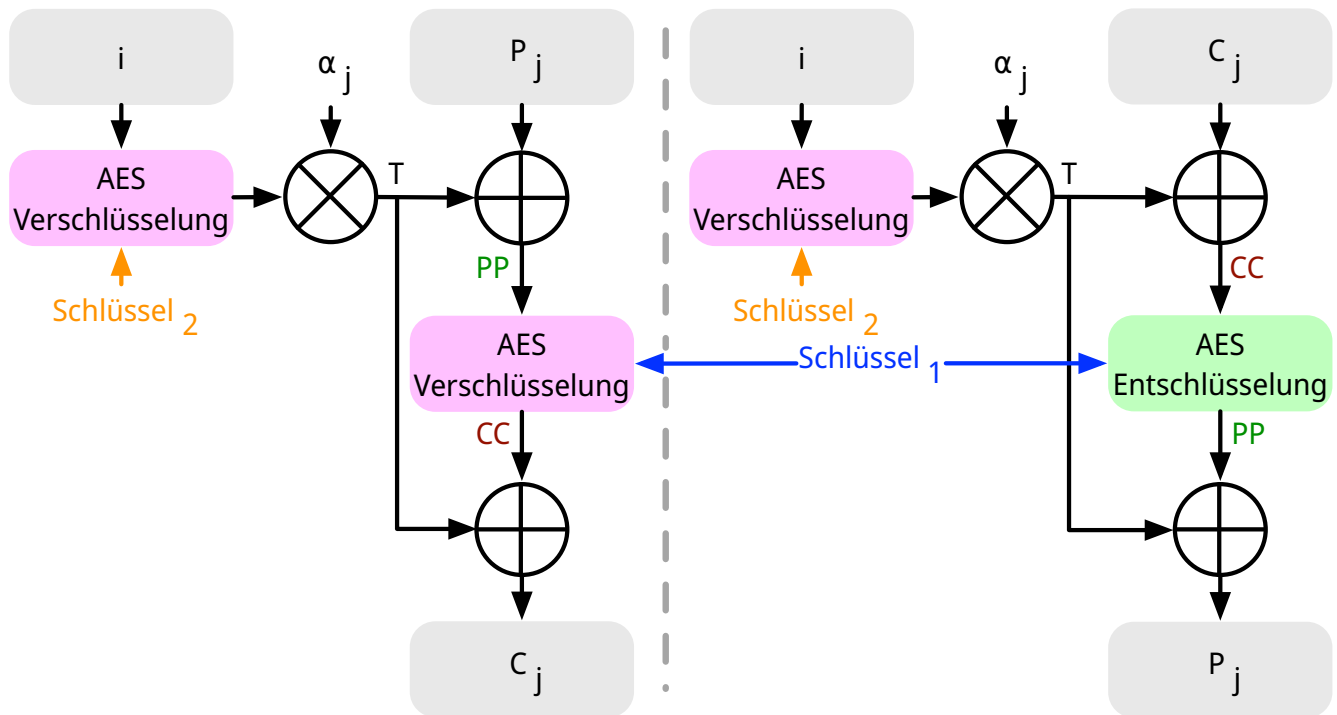 i
α j
P j
AES
Verschlüsselung
T
Schlüssel 2
PP
AES
Verschlüsselung
CC
C j
Schlüssel 1
i
α j
C j
AES
Verschlüsselung
T
Schlüssel 2
CC
AES
Entschlüsselung
PP
P j